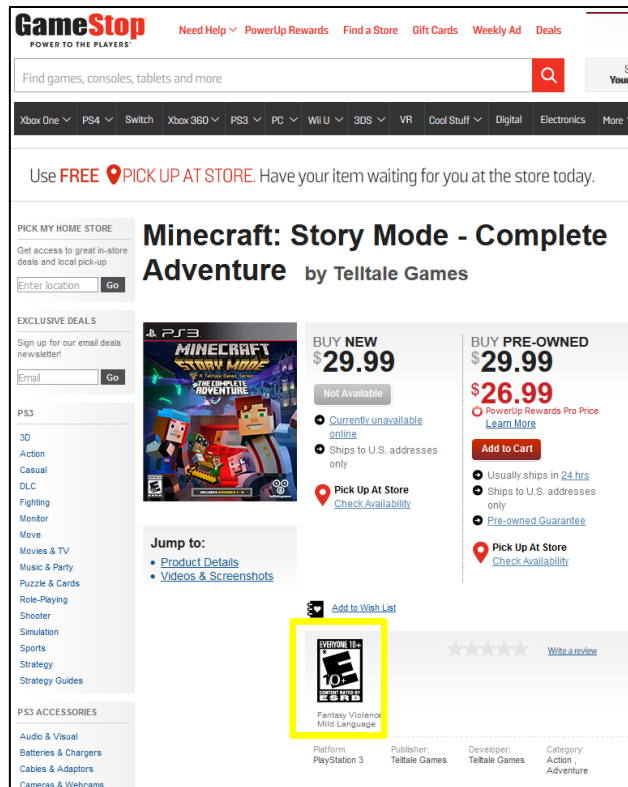 GameStop
POWER TO THE PLAYERS
Need Help PowerUp Rewards Find a Store Gift Cards Weekly Ad Deals
Find games, consoles, tablets and more
Xbox One PS4 Switch Xbox 360 PS3 PC Wii U 3DS VR Cool Stuff Digital Electronics More
Use FREE PICK UP AT STORE. Have your item waiting for you at the store today.
PICK MY HOME STORE
Get access to great in-store
deals and local pick-up
Enter location Go
EXCLUSIVE DEALS
Sign up for our email deals
newsletter!
Email Go
PS3
3D
Action
Casual
DLC
Fighting
Monitor
Move
Movies & TV
Music & Party
Puzzle & Cards
Role-Playing
Shooter
Simulation
Sports
Strategy
Strategy Guides
PS3 ACCESSORIES
Audio & Visual
Batteries & Chargers
Cables & Adaptors
Cameras & Webcams
Minecraft: Story Mode - Complete
Adventure by Telltale Games
PS3
MINECRAFT
STORY MODE
A Telltale Games Series
THE COMPLETE
ADVENTURE
Jump to:
• Product Details
• Videos & Screenshots
BUY NEW
$29.99
Not Available
Currently unavailable
online
Ships to U.S. addresses
only
Pick Up At Store
Check Availability
BUY PRE-OWNED
$29.99
$26.99
PowerUp Rewards Pro Price
Learn More
Add to Cart
Usually ships in 24 hrs
Ships to U.S. addresses
only
Pre-owned Guarantee
Pick Up At Store
Check Availability
Add to Wish List
EVERYONE 10+
E
10+
CONTENT RATED BY
ESRB
Fantasy Violence
Mild Language
Write a review
Platform:
PlayStation 3
Publisher:
Telltale Games
Developer:
Telltale Games
Category:
Action ,
Adventure